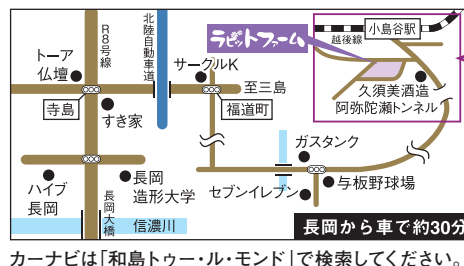 R8号線
北陸自動車道
ラビットファーム
越後線
小島谷駅
トーア
仏壇
サークルK
至三島
久須美酒造
阿弥陀瀬トンネル
寺島
すき家
福道町
ガスタンク
ハイブ
長岡
長岡
造形大学
セブンイレブン
与板野球場
長岡大橋
信濃川
長岡から車で約30分
カーナビは「和島トゥー・ル・モンド」で検索してください。